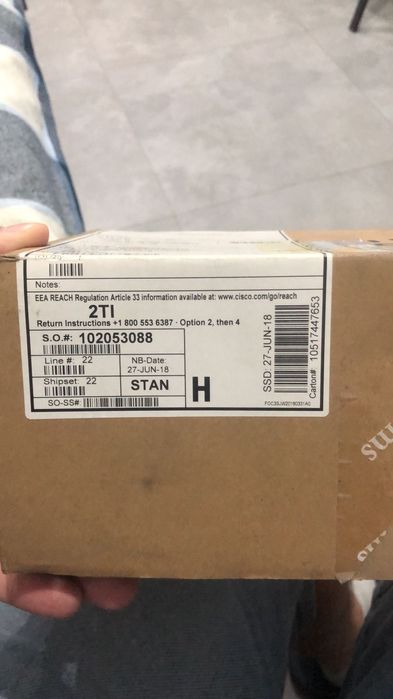 Notes:
EEA REACH Regulation Article 33 information available at: www.cisco.com/go/reach
2TI
Return Instructions +1 800 553 6387 - Option 2, then 4
S.O.#: 102053088
Line #: 22
NB-Date:
27-JUN-18
Shipset: 22
STAN
SO-SS#:
H
SSD: 27-JUN-18
Carton# 10517447653